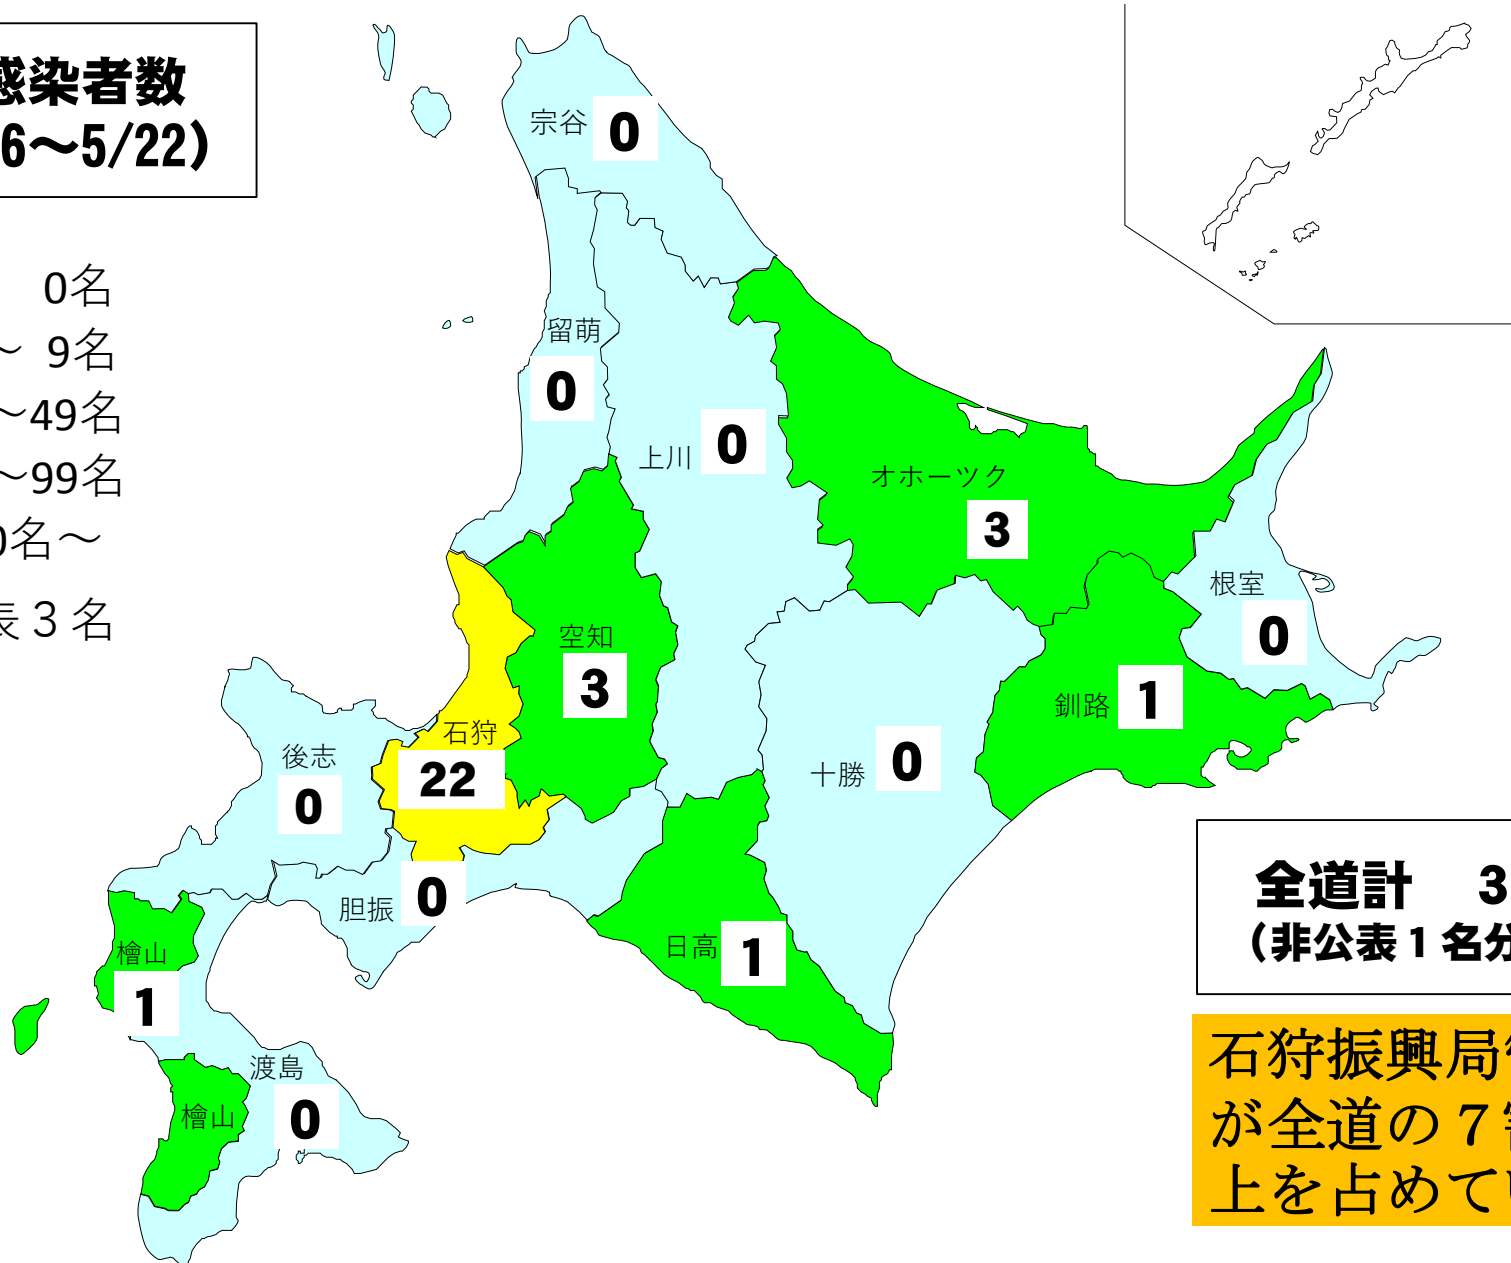 感染者数
6～5/22)
0名
～ 9名
～49名
～99名
0名～
表３名
宗谷 0
留萌
0
上川 0
オホーツク
3
根室
0
空知
3
釧路 1
石狩
22
後志
0
十勝 0
胆振 0
日高 1
檜山
1
渡島
0
檜山
全道計 3
（非公表１名分
石狩振興局
が全道の７割
上を占めてい